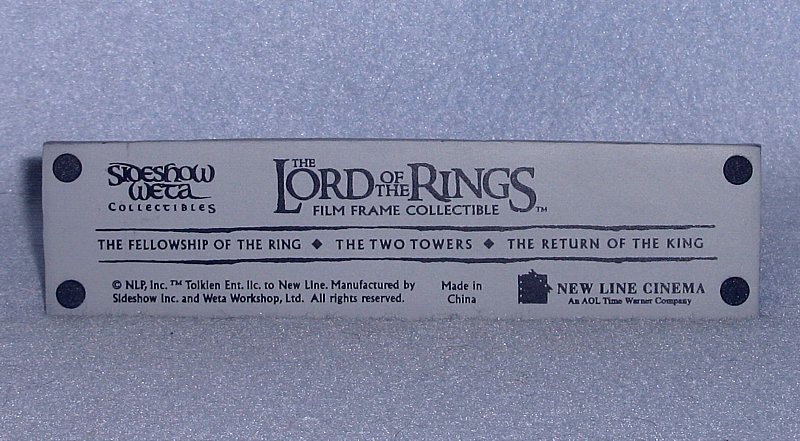 SIDESHOW
WETA
COLLECTIBLES
THE
LORD OF THE RINGS
FILM FRAME COLLECTIBLE ™
THE FELLOWSHIP OF THE RING ◆ THE TWO TOWERS ◆ THE RETURN OF THE KING
© NLP, Inc. ™ Tolkien Ent. llc. to New Line. Manufactured by
Sideshow Inc. and Weta Workshop, Ltd. All rights reserved.
Made in
China
NEW LINE CINEMA
An AOL Time Warner Company